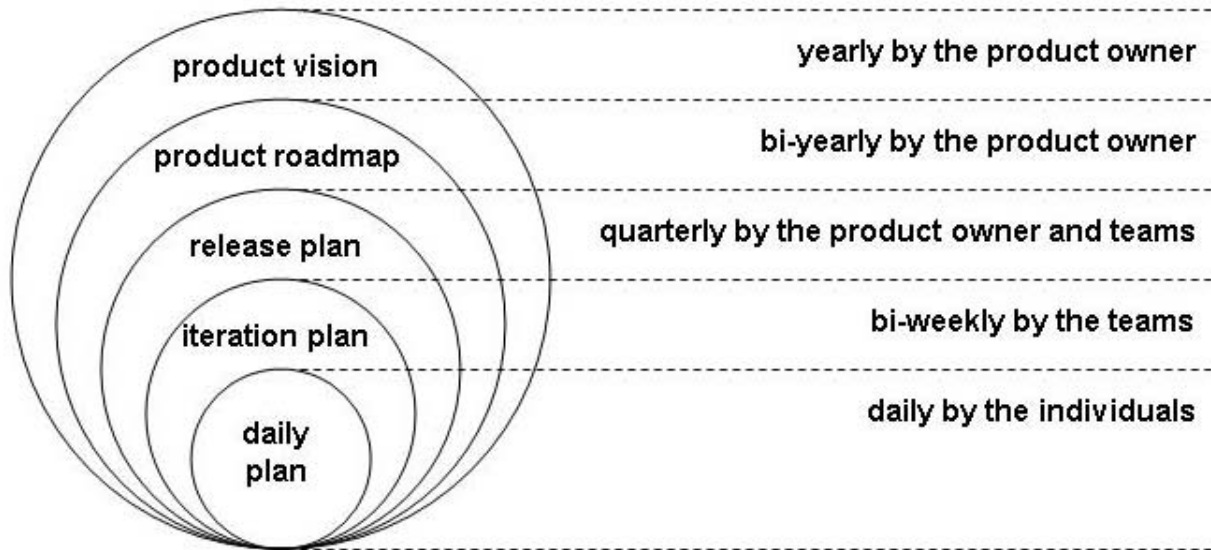 product vision
yearly by the product owner
product roadmap
bi-yearly by the product owner
release plan
quarterly by the product owner and teams
iteration plan
bi-weekly by the teams
daily
plan
daily by the individuals